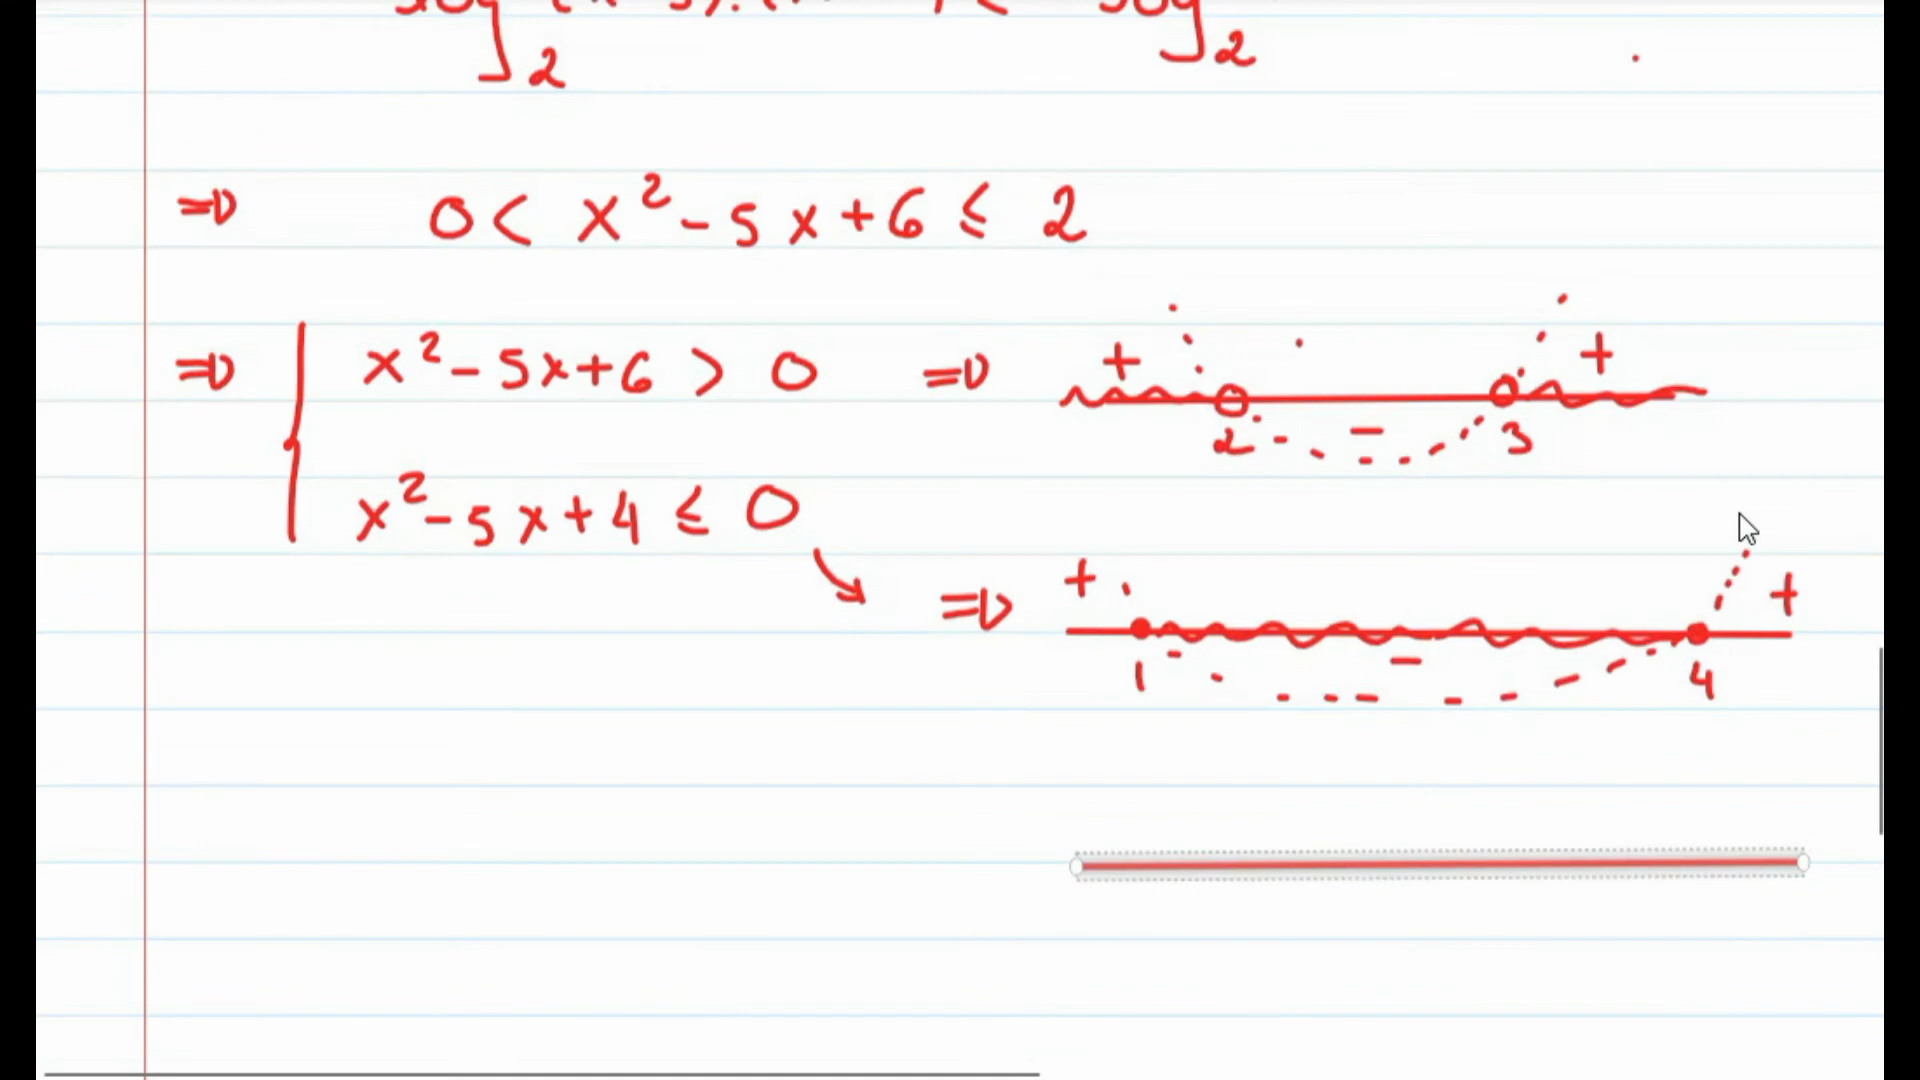 2 2
⇒ 0 < x² - 5x + 6 ≤ 2
⇒ { x² - 5x + 6 > 0 ⇒ + 2 - 3 +
x² - 5x + 4 ≤ 0
⇒ + 1 - 4 +